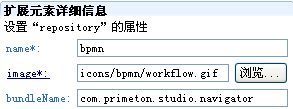 扩展元素详细信息
设置“repository”的属性
name*: bpmn
image*: icons/bpmn/workflow.gif 浏览...
bundleName: com.primeton.studio.navigator